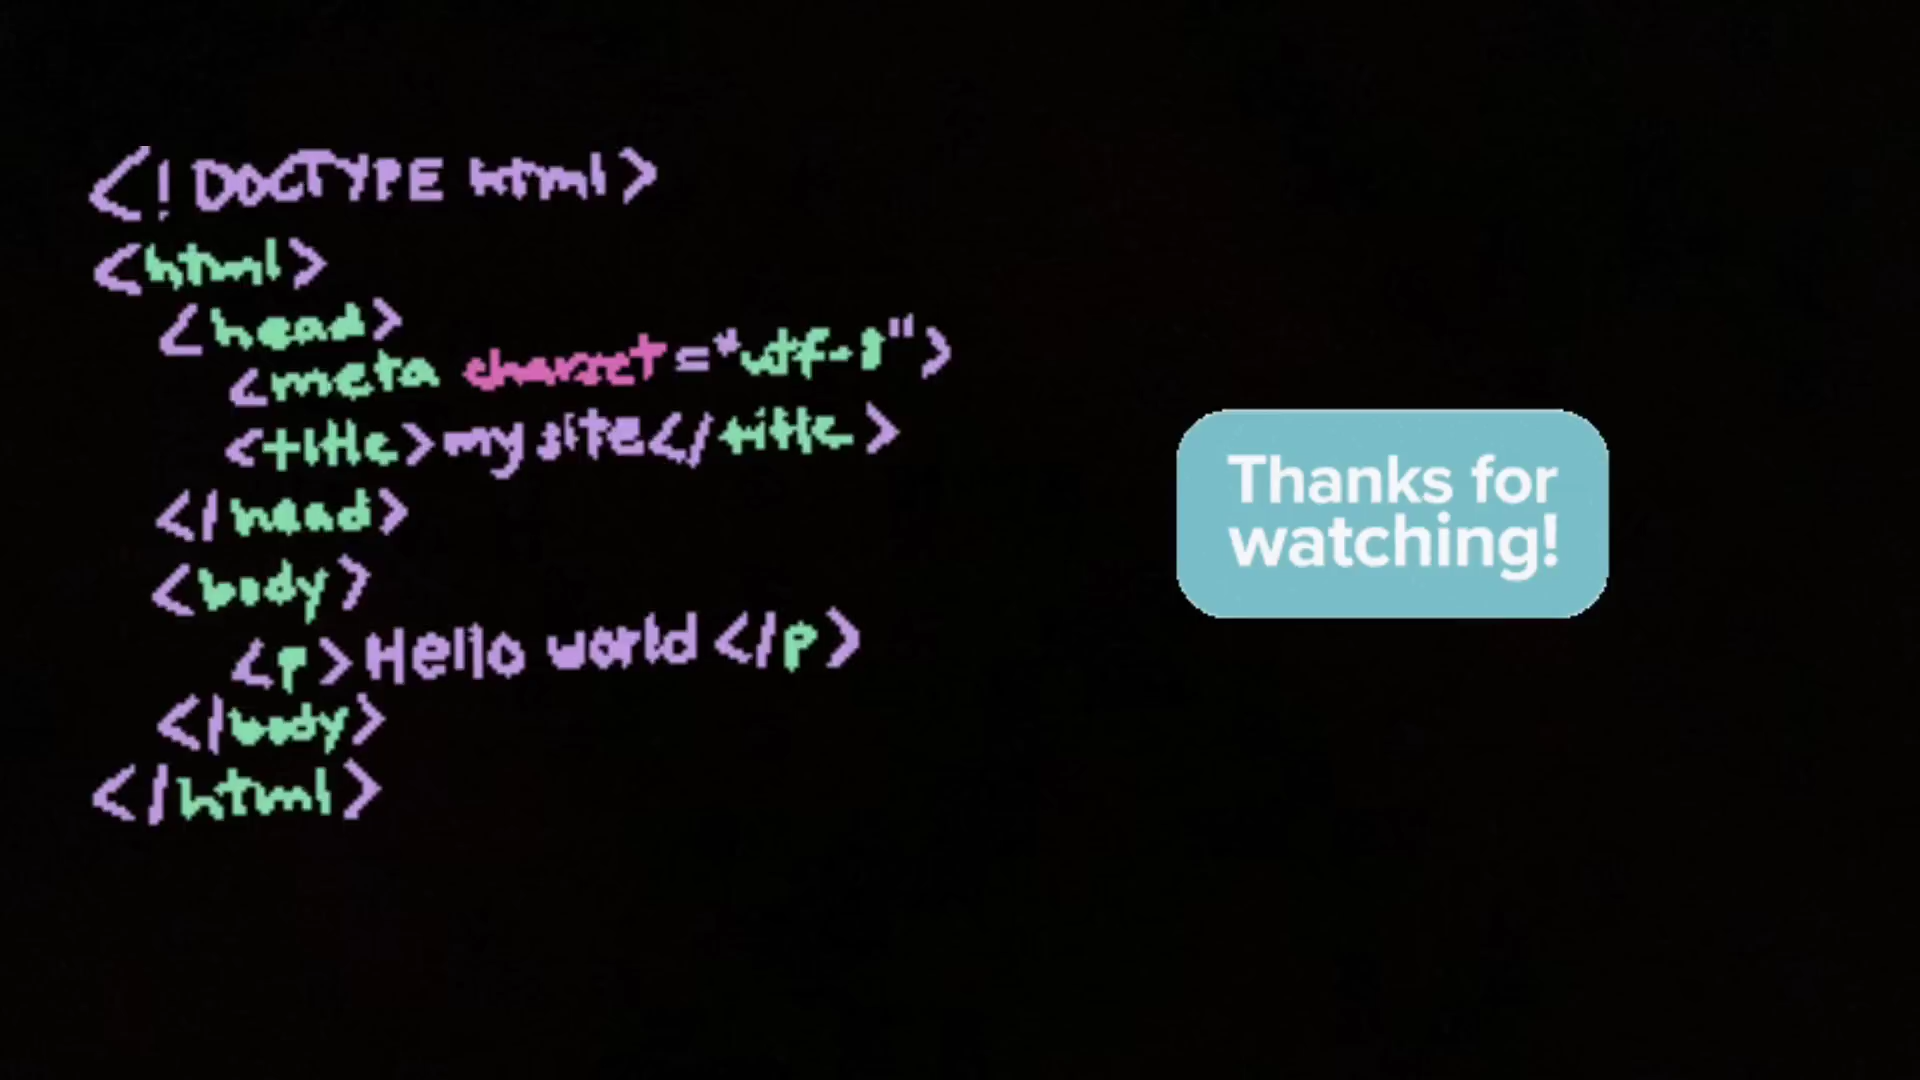 <! DOCTYPE html>
<html>
<head>
<meta charset="utf-8">
<title>my site</title>
</head>
<body>
<p>Hello world</p>
</body>
</html>
Thanks for
watching!